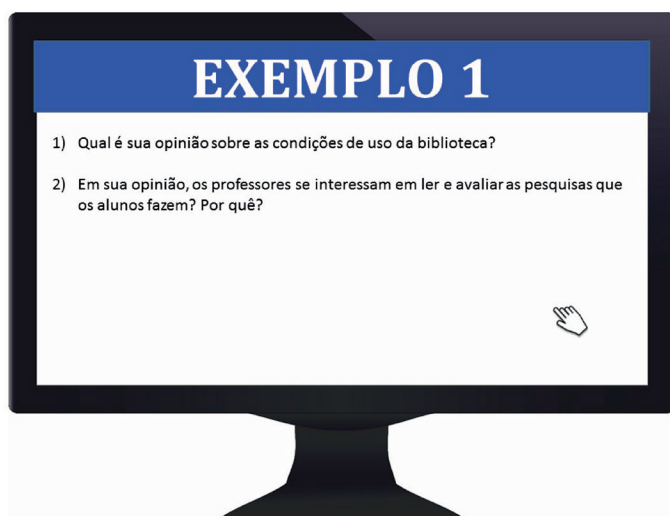 EXEMPLO 1
1) Qual é sua opinião sobre as condições de uso da biblioteca?
2) Em sua opinião, os professores se interessam em ler e avaliar as pesquisas que
os alunos fazem? Por quê?